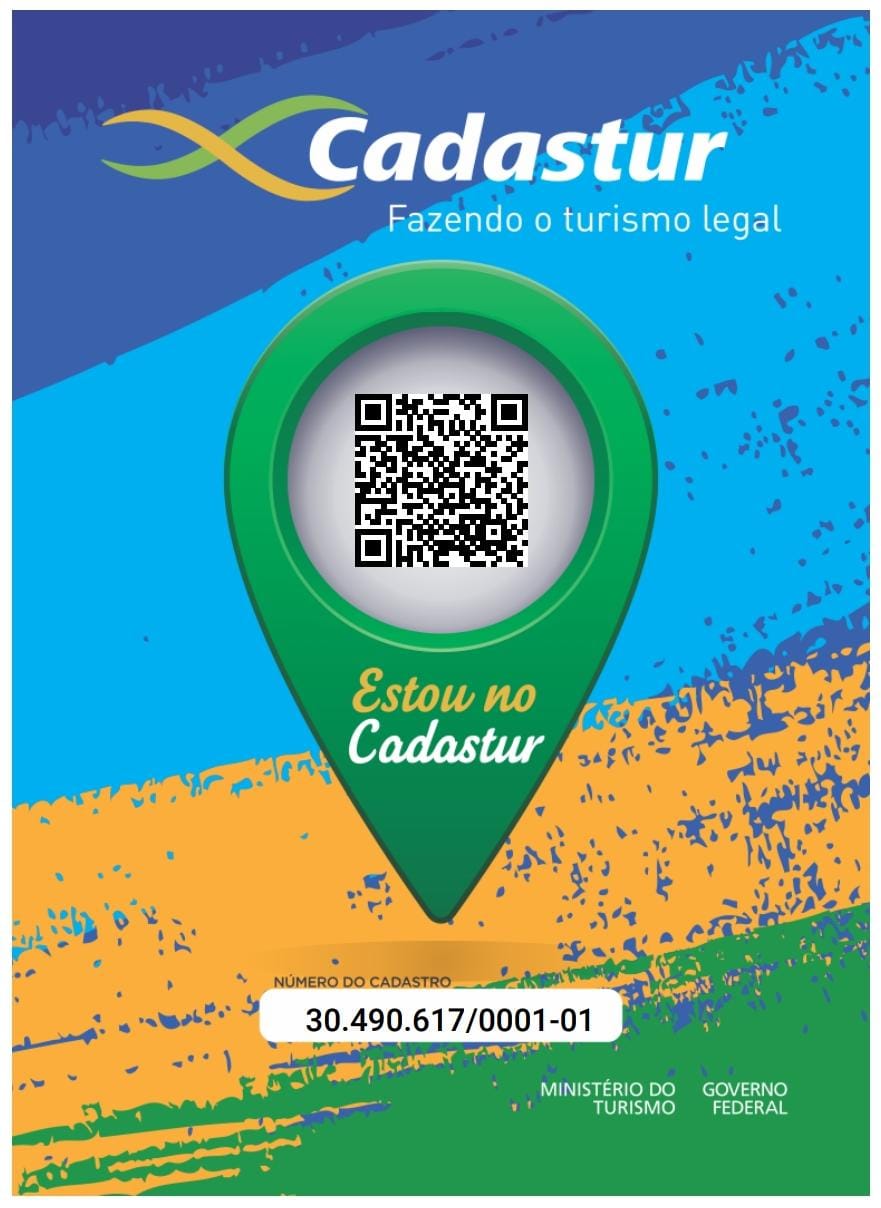 Cadastur
Fazendo o turismo legal
Estou no
Cadastur
NÚMERO DO CADASTRO
30.490.617/0001-01
MINISTÉRIO DO TURISMO
GOVERNO FEDERAL